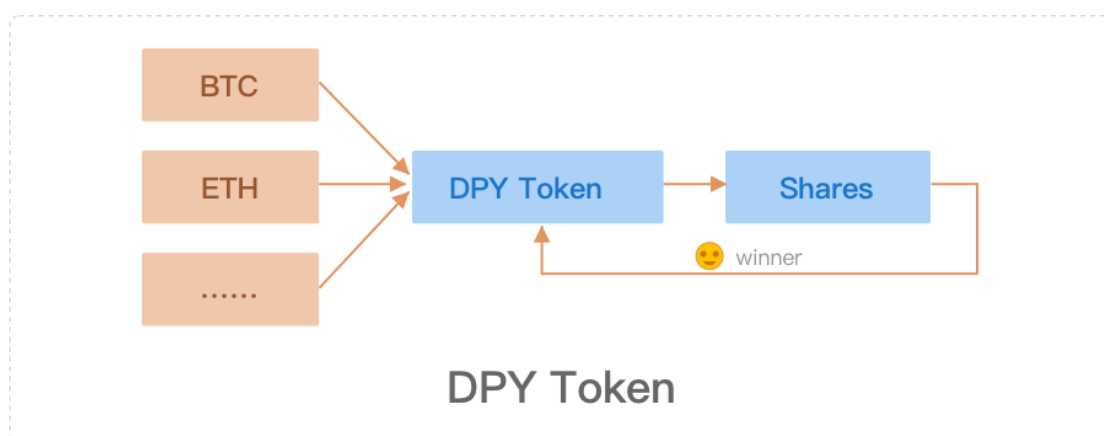 BTC
ETH
......
DPY Token
Shares
winner
DPY Token